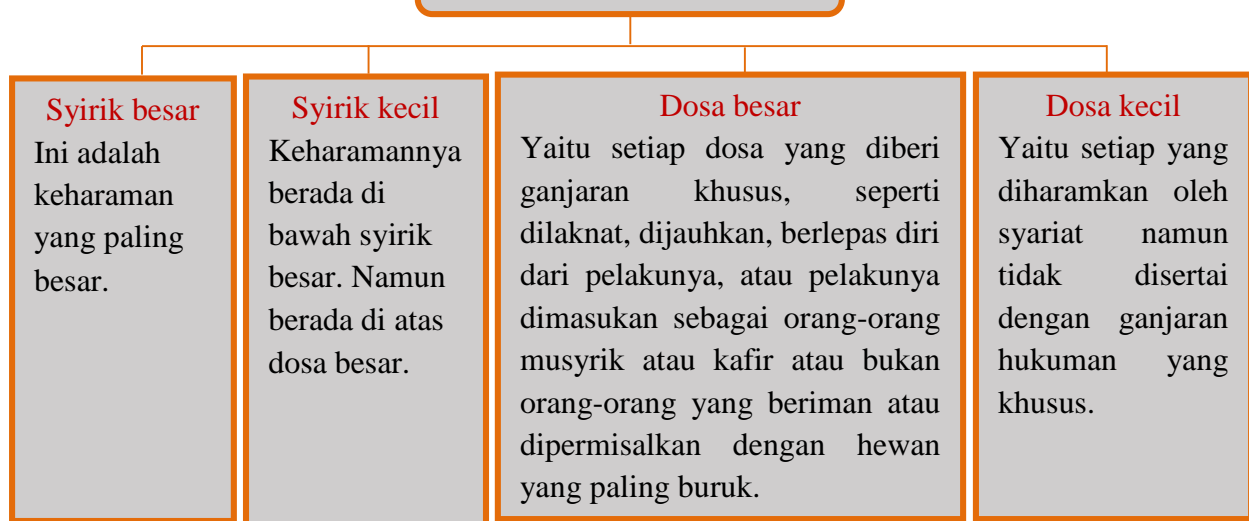 Syirik besar
Ini adalah
keharaman
yang paling
besar.
Syirik kecil
Keharamannya
berada di
bawah syirik
besar. Namun
berada di atas
dosa besar.
Dosa besar
Yaitu setiap dosa yang diberi
ganjaran khusus, seperti
dilaknat, dijauhkan, berlepas diri
dari pelakunya, atau pelakunya
dimasukan sebagai orang-orang
musyrik atau kafir atau bukan
orang-orang yang beriman atau
dipermisalkan dengan hewan
yang paling buruk.
Dosa kecil
Yaitu setiap yang
diharamkan oleh
syariat namun
tidak disertai
dengan ganjaran
hukuman yang
khusus.